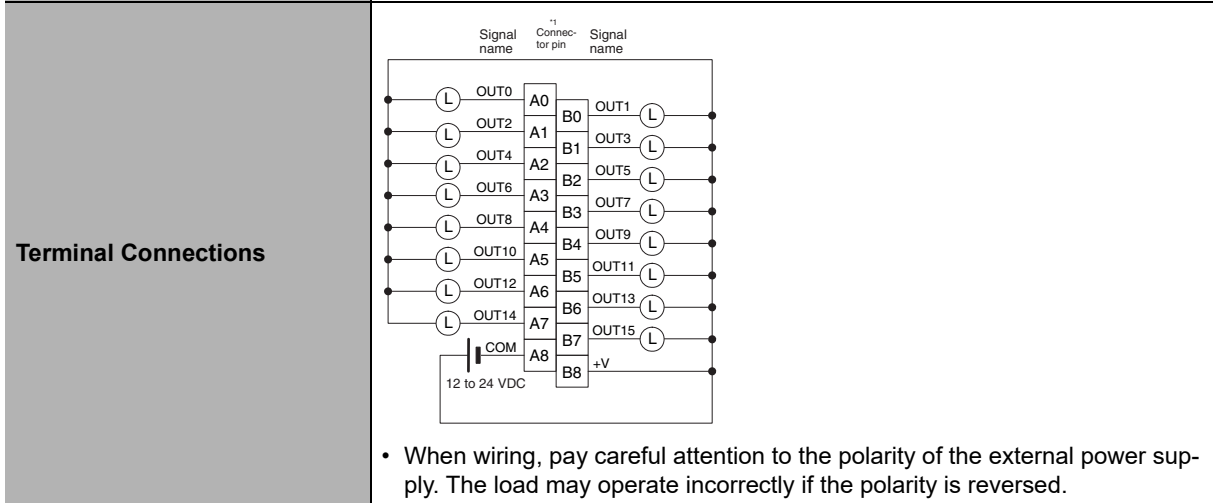 Terminal Connections
Signal name
*1
Connec-
tor pin
Signal name
OUT0 A0
B0 OUT1
OUT2 A1
B1 OUT3
OUT4 A2
B2 OUT5
OUT6 A3
B3 OUT7
OUT8 A4
B4 OUT9
OUT10 A5
B5 OUT11
OUT12 A6
B6 OUT13
OUT14 A7
B7 OUT15
COM A8
B8 +V
L L L L L L L L
L L L L L L L L
12 to 24 VDC
• When wiring, pay careful attention to the polarity of the external power sup-
ply. The load may operate incorrectly if the polarity is reversed.